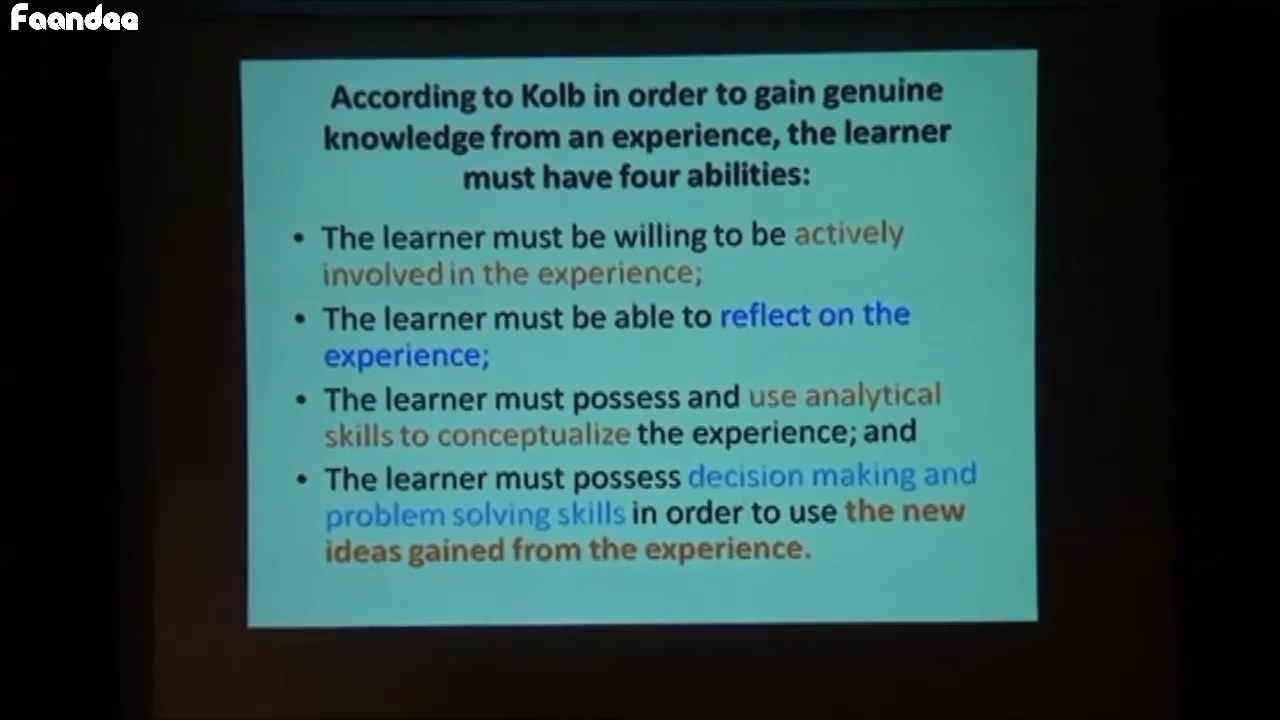 Faandee
According to Kolb in order to gain genuine
knowledge from an experience, the learner
must have four abilities:
• The learner must be willing to be actively
involved in the experience;
• The learner must be able to reflect on the
experience;
• The learner must possess and use analytical
skills to conceptualize the experience; and
• The learner must possess decision making and
problem solving skills in order to use the new
ideas gained from the experience.